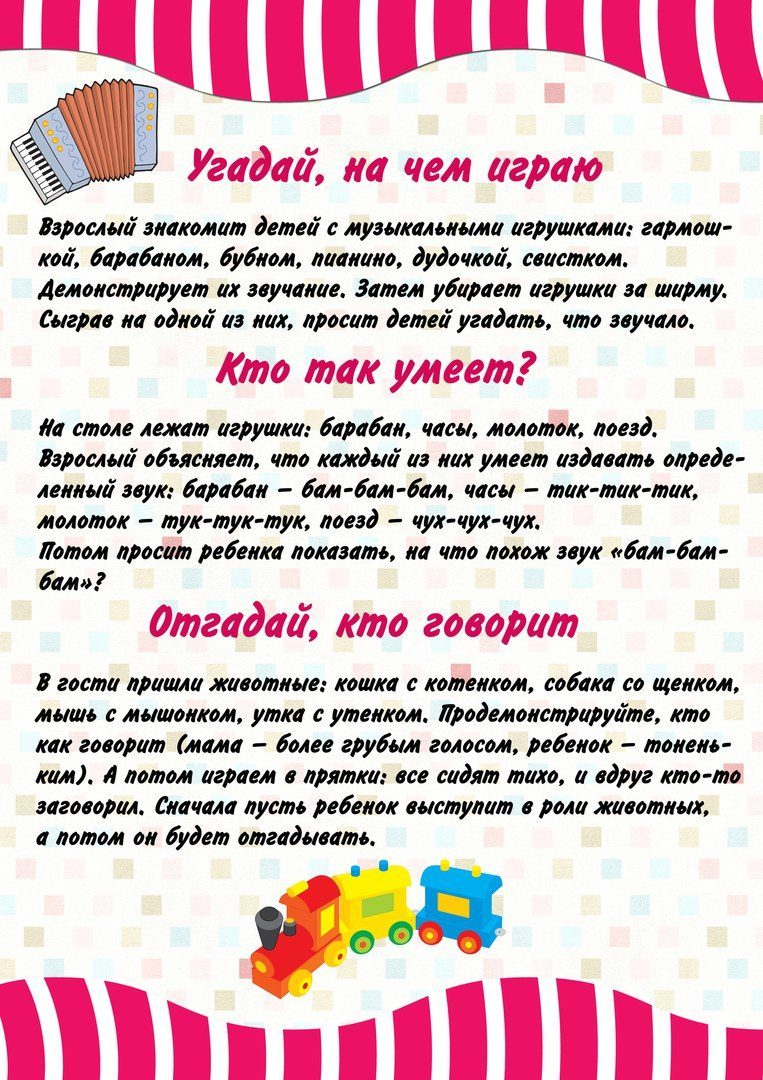 Угадай, на чем играю
Взрослый знакомит детей с музыкальными игрушками: гармош-
кой, барабаном, бубном, пианино, дудочкой, свистком.
Демонстрирует их звучание. Затем убирает игрушки за ширму.
Сыграв на одной из них, просит детей угадать, что звучало.
Кто так умеет?
На столе лежат игрушки: барабан, часы, молоток, поезд.
Взрослый объясняет, что каждый из них умеет издавать опреде-
ленный звук: барабан – бам-бам-бам, часы – тик-тик-тик,
молоток – тук-тук-тук, поезд – чух-чух-чух.
Потом просит ребенка показать, на что похож звук «бам-бам-
бам»?
Отгадай, кто говорит
В гости пришли животные: кошка с котенком, собака со щенком,
мышь с мышонком, утка с утенком. Продемонстрируйте, кто
как говорит (мама – более грубым голосом, ребенок – тонень-
ким). А потом играем в прятки: все сидят тихо, и вдруг кто-то
заговорил. Сначала пусть ребенок выступит в роли животных,
а потом он будет отгадывать.